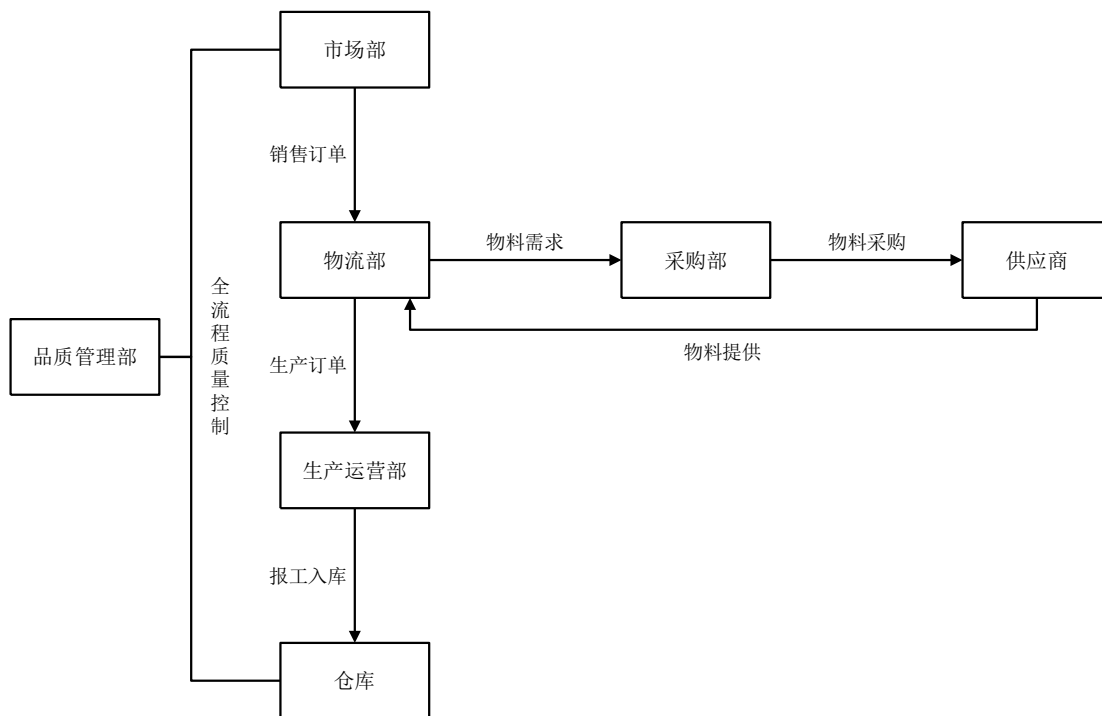 市场部
销售订单
物流部
物料需求
采购部
物料采购
供应商
物料提供
全流程质量控制
品质管理部
生产订单
生产运营部
报工入库
仓库